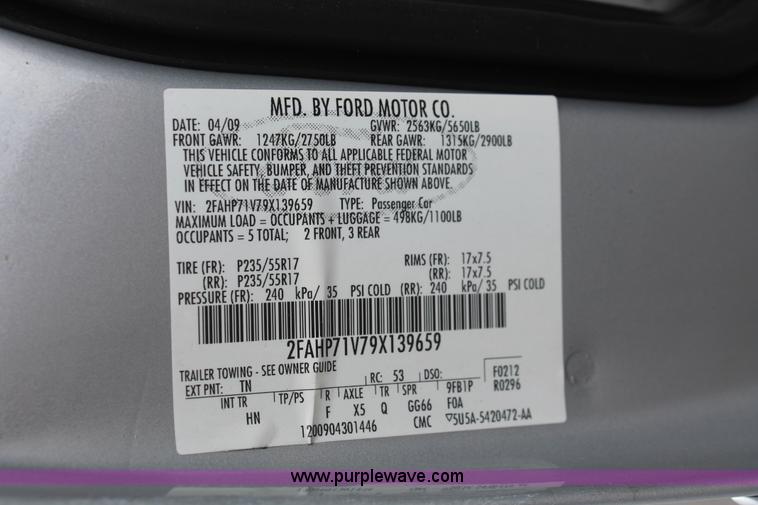 MFD. BY FORD MOTOR CO.
DATE: 04/09 GVWR: 2563KG/5650LB
FRONT GAWR: 1247KG/2750LB REAR GAWR: 1315KG/2900LB
THIS VEHICLE CONFORMS TO ALL APPLICABLE FEDERAL MOTOR
VEHICLE SAFETY, BUMPER, AND THEFT PREVENTION STANDARDS
IN EFFECT ON THE DATE OF MANUFACTURE SHOWN ABOVE.
VIN: 2FAHP71V79X139659 TYPE: Passenger Car
MAXIMUM LOAD = OCCUPANTS + LUGGAGE = 498KG/1100LB
OCCUPANTS = 5 TOTAL; 2 FRONT, 3 REAR
TIRE (FR): P235/55R17 RIMS (FR): 17x7.5
(RR): P235/55R17 (RR): 17x7.5
PRESSURE (FR): 240 kPa/ 35 PSI COLD (RR): 240 kPa/ 35 PSI COLD
2FAHP71V79X139659
TRAILER TOWING - SEE OWNER GUIDE F0212
EXT PNT: TN RC: 53 DSO: 9FB1P R0296
INT TR TP/PS R AXLE TR SPR
HN F X5 Q GG66 FOA
1200904301446 CMC ▽5U5A-5420472-AA
www.purplewave.com